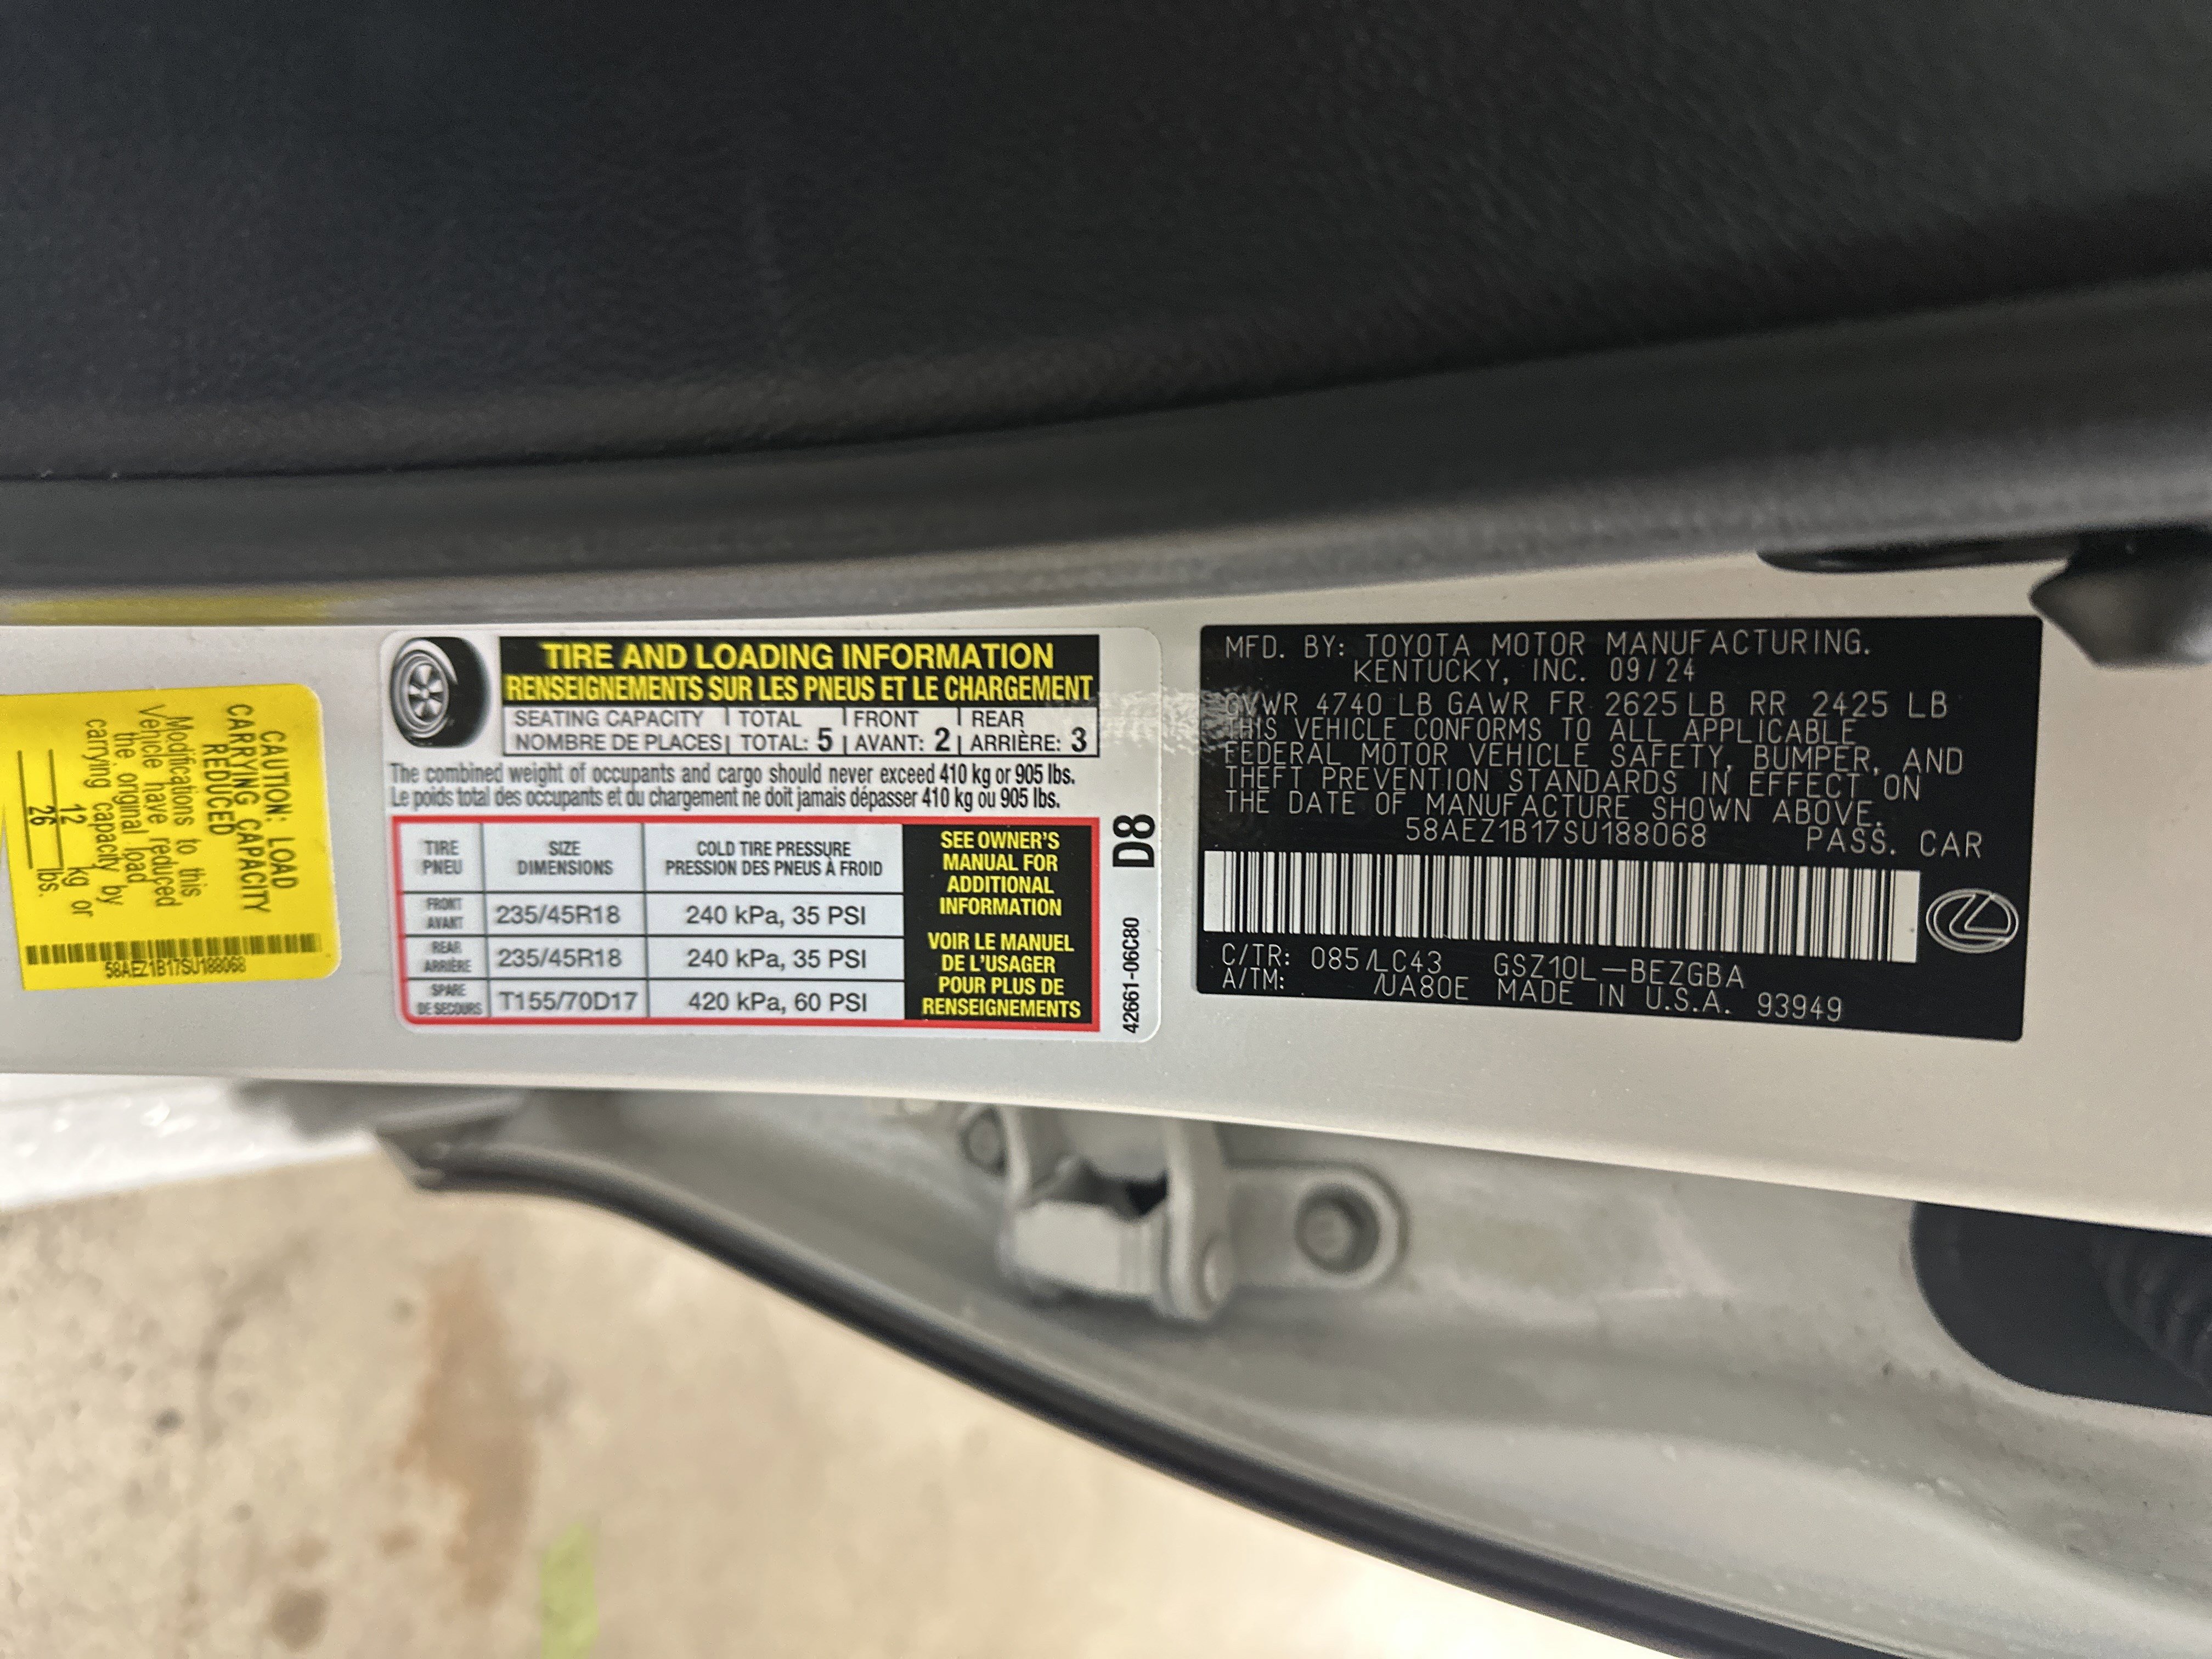 CAUTION: LOAD
CARRYING CAPACITY
REDUCED
Modifications to this
Vehicle have reduced
the original load
carrying capacity by
12 kg or
26 lbs.
58AEZ1B17SU188068
TIRE AND LOADING INFORMATION
RENSEIGNEMENTS SUR LES PNEUS ET LE CHARGEMENT
SEATING CAPACITY TOTAL FRONT REAR
NOMBRE DE PLACES TOTAL: 5 AVANT: 2 ARRIÈRE: 3
The combined weight of occupants and cargo should never exceed 410 kg or 905 lbs.
Le poids total des occupants et du chargement ne doit jamais dépasser 410 kg ou 905 lbs.
TIRE SIZE COLD TIRE PRESSURE
PNEU DIMENSIONS PRESSION DES PNEUS À FROID
FRONT
AVANT 235/45R18 240 kPa, 35 PSI
REAR
ARRIÈRE 235/45R18 240 kPa, 35 PSI
SPARE
DE SECOURS T155/70D17 420 kPa, 60 PSI
SEE OWNER'S
MANUAL FOR
ADDITIONAL
INFORMATION
VOIR LE MANUEL
DE L'USAGER
POUR PLUS DE
RENSEIGNEMENTS
D8
42661-06C80
MFD. BY: TOYOTA MOTOR MANUFACTURING.
KENTUCKY, INC. 09/24
GVWR 4740 LB GAWR FR 2625 LB RR 2425 LB
THIS VEHICLE CONFORMS TO ALL APPLICABLE
FEDERAL MOTOR VEHICLE SAFETY, BUMPER, AND
THEFT PREVENTION STANDARDS IN EFFECT ON
THE DATE OF MANUFACTURE SHOWN ABOVE.
58AEZ1B17SU188068 PASS. CAR
C/TR: 085/LC43 GSZ10L-BEZGBA
A/TM: /UA80E MADE IN U.S.A. 93949